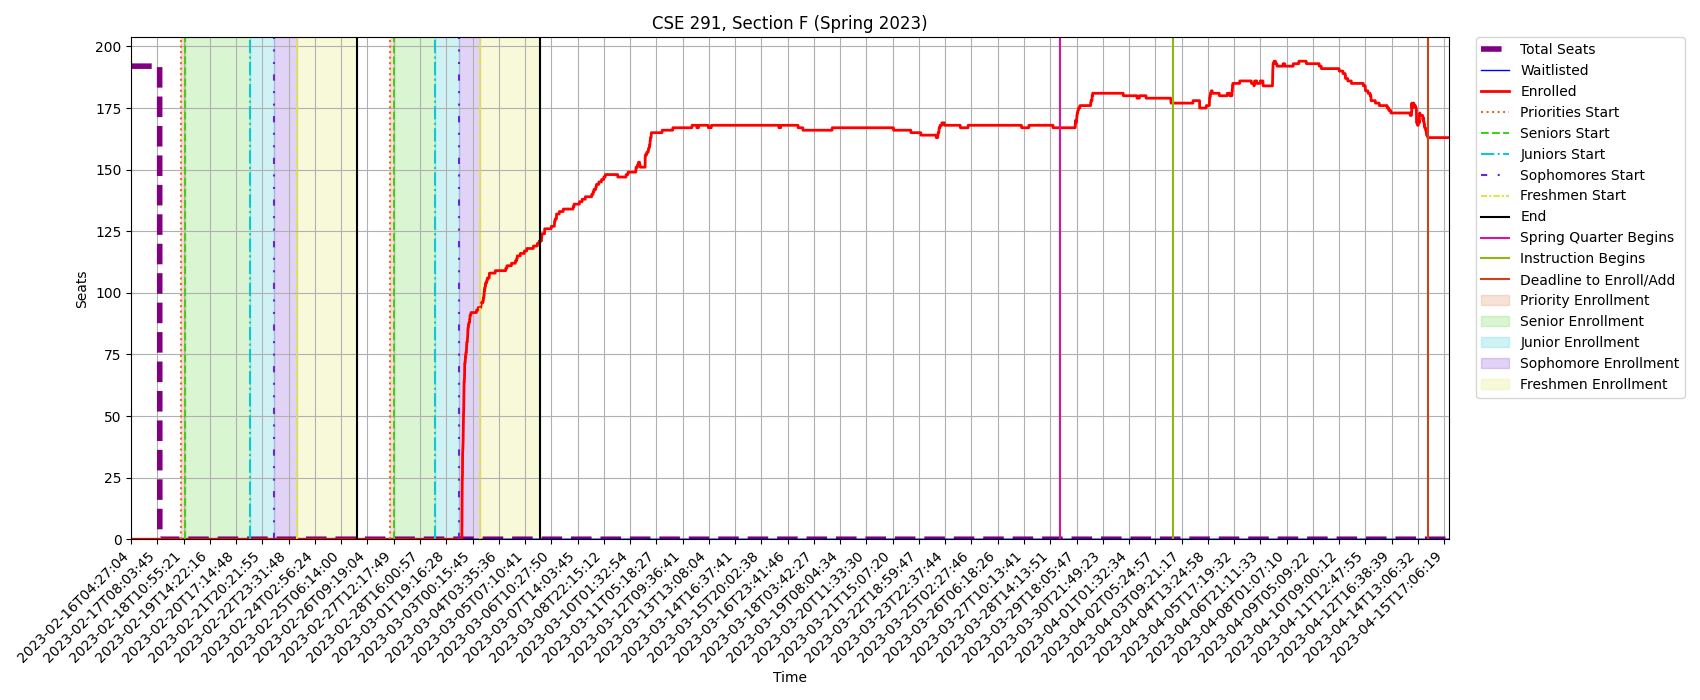 CSE 291, Section F (Spring 2023)
Seats
200
175
150
125
100
75
50
25
0
2023-02-16T04:27:04
2023-02-17T08:03:45
2023-02-18T10:55:21
2023-02-19T14:22:16
2023-02-20T17:14:48
2023-02-21T20:21:55
2023-02-22T23:31:48
2023-02-24T02:56:24
2023-02-25T06:14:00
2023-02-26T09:19:04
2023-02-27T12:17:49
2023-02-28T16:00:57
2023-03-01T19:16:28
2023-03-03T00:15:45
2023-03-04T03:35:36
2023-03-05T07:10:41
2023-03-06T10:27:50
2023-03-07T14:03:45
2023-03-08T22:15:12
2023-03-10T01:32:54
2023-03-11T05:18:27
2023-03-12T09:36:41
2023-03-13T13:08:04
2023-03-14T16:37:41
2023-03-15T20:02:38
2023-03-16T23:41:46
2023-03-18T03:42:27
2023-03-19T08:04:34
2023-03-20T11:33:30
2023-03-21T15:07:20
2023-03-22T18:59:47
2023-03-23T22:37:44
2023-03-25T02:27:46
2023-03-26T06:18:26
2023-03-27T10:13:41
2023-03-28T14:13:51
2023-03-29T18:05:47
2023-03-30T21:49:23
2023-04-01T01:32:34
2023-04-02T05:24:57
2023-04-03T09:21:17
2023-04-04T13:24:58
2023-04-05T17:19:32
2023-04-06T21:11:33
2023-04-08T01:07:10
2023-04-09T05:09:22
2023-04-10T09:00:12
2023-04-11T12:47:55
2023-04-12T16:38:39
2023-04-14T13:06:32
2023-04-15T17:06:19
Time
Total Seats
Waitlisted
Enrolled
Priorities Start
Seniors Start
Juniors Start
Sophomores Start
Freshmen Start
End
Spring Quarter Begins
Instruction Begins
Deadline to Enroll/Add
Priority Enrollment
Senior Enrollment
Junior Enrollment
Sophomore Enrollment
Freshmen Enrollment